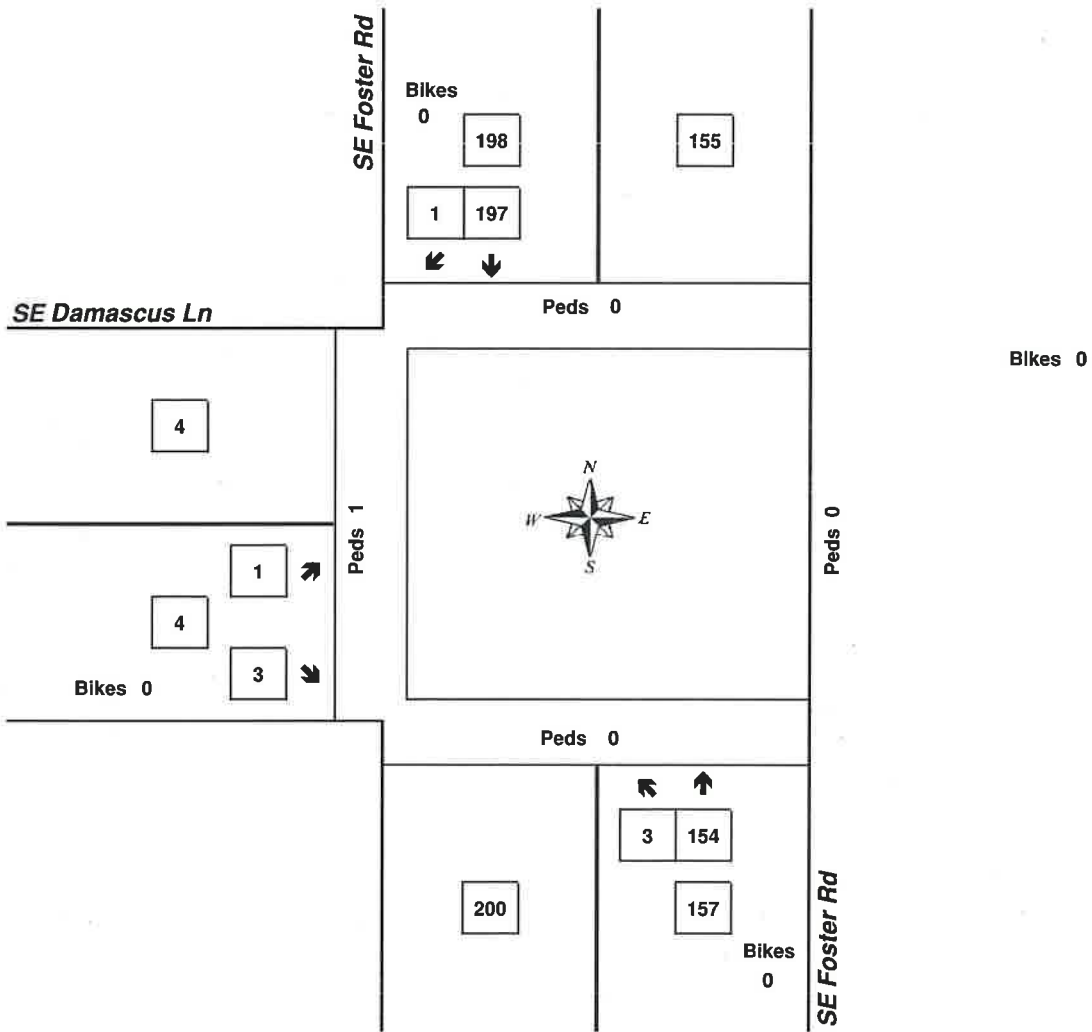 SE Foster Rd
Bikes
0
198
155
1 197
Peds 0
SE Damascus Ln
Bikes 0
4
N
W E
S
Peds 1
Peds 0
1
4
3
Bikes 0
Peds 0
3 154
200
157
Bikes
0
SE Foster Rd